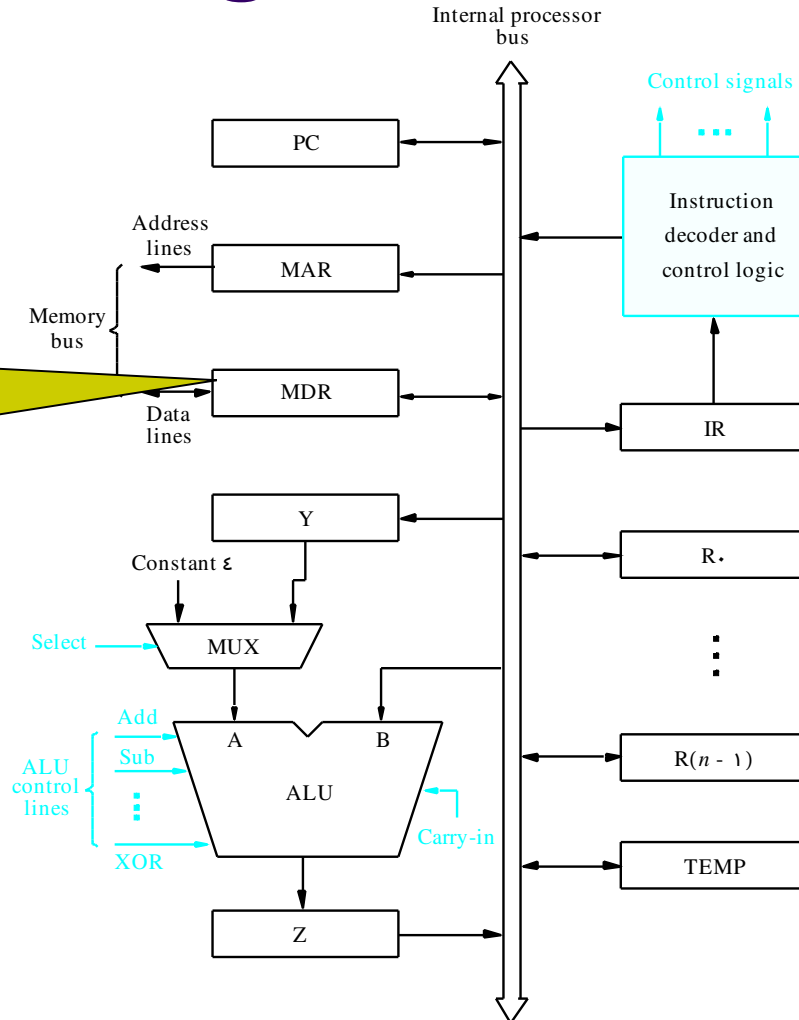 Internal processor
bus
Control signals
PC
Instruction
decoder and
control logic
Address
lines
MAR
Memory
bus
MDR
Data
lines
IR
Y
Constant ٤
R٠
Select
MUX
Add
A
B
Sub
R(n - ١)
ALU
control
lines
ALU
Carry-in
XOR
TEMP
Z